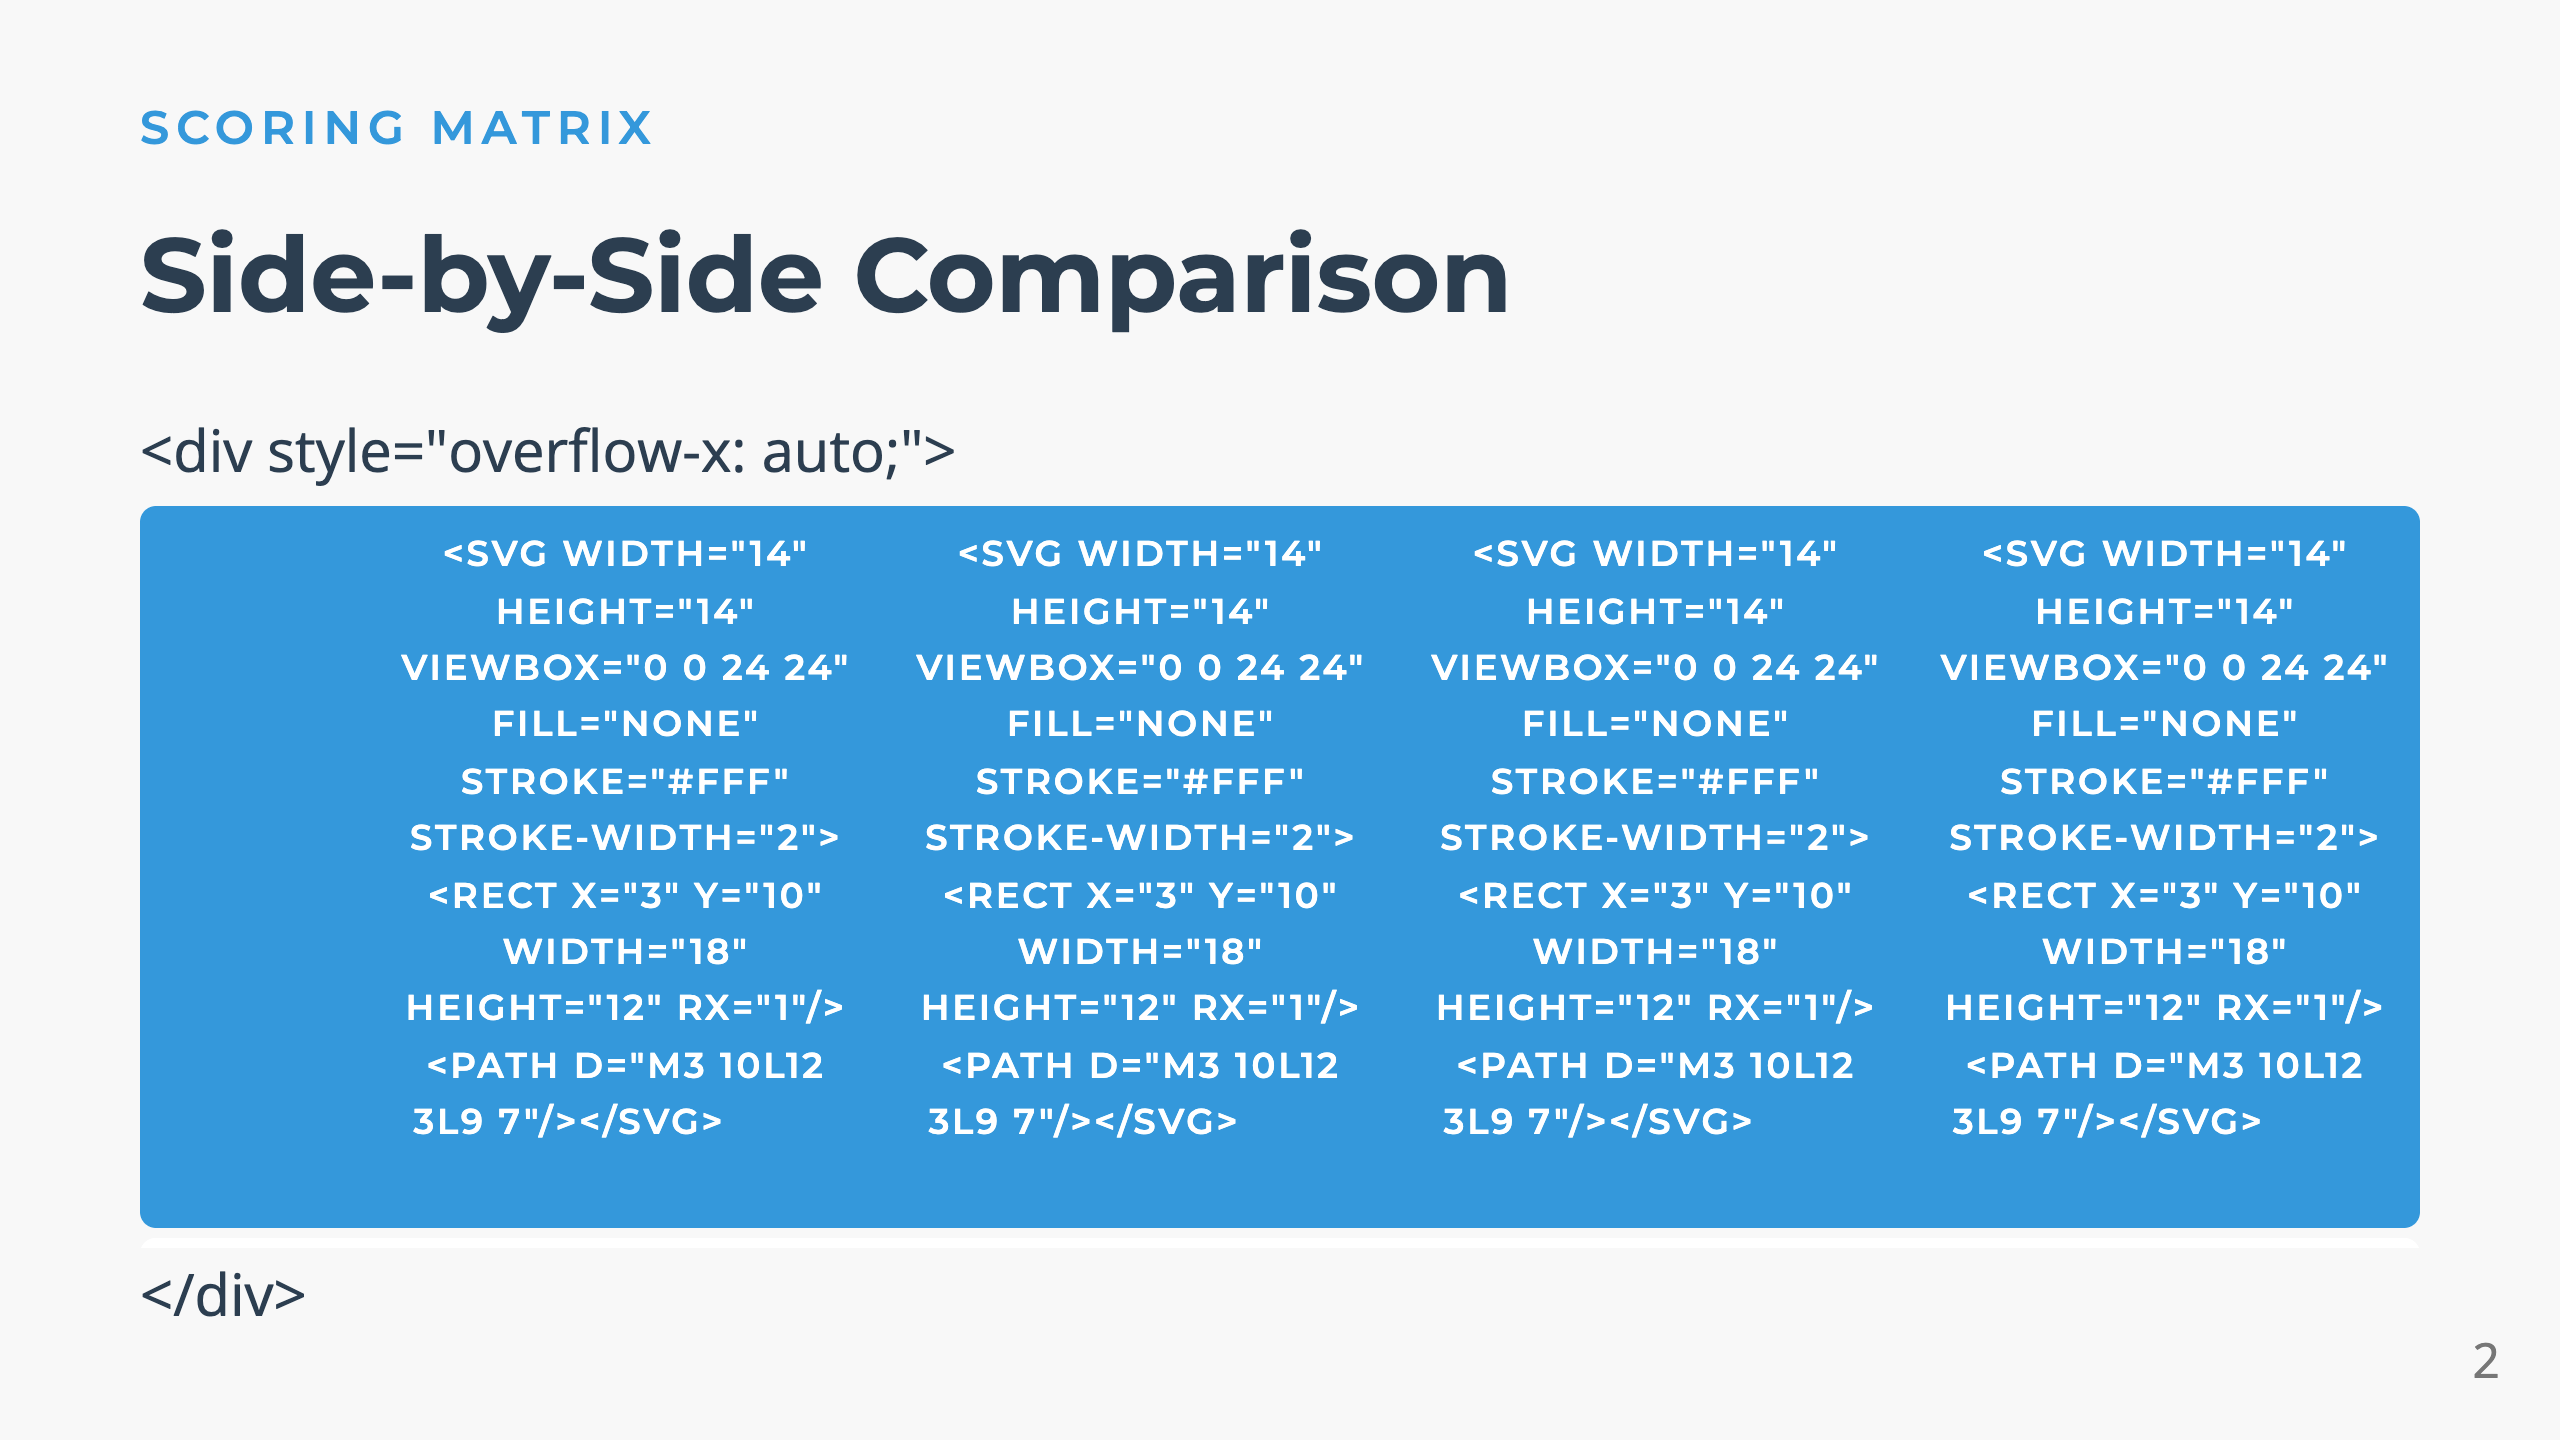 SCORING MATRIX
Side-by-Side Comparison
<div style="overflow-x: auto;">
<SVG WIDTH="14"
HEIGHT="14"
VIEWBOX="0 0 24 24"
FILL="NONE"
STROKE="#FFF"
STROKE-WIDTH="2">
<RECT X="3" Y="10"
WIDTH="18"
HEIGHT="12" RX="1"/>
<PATH D="M3 10L12
3L9 7"/></SVG>
<SVG WIDTH="14"
HEIGHT="14"
VIEWBOX="0 0 24 24"
FILL="NONE"
STROKE="#FFF"
STROKE-WIDTH="2">
<RECT X="3" Y="10"
WIDTH="18"
HEIGHT="12" RX="1"/>
<PATH D="M3 10L12
3L9 7"/></SVG>
<SVG WIDTH="14"
HEIGHT="14"
VIEWBOX="0 0 24 24"
FILL="NONE"
STROKE="#FFF"
STROKE-WIDTH="2">
<RECT X="3" Y="10"
WIDTH="18"
HEIGHT="12" RX="1"/>
<PATH D="M3 10L12
3L9 7"/></SVG>
<SVG WIDTH="14"
HEIGHT="14"
VIEWBOX="0 0 24 24"
FILL="NONE"
STROKE="#FFF"
STROKE-WIDTH="2">
<RECT X="3" Y="10"
WIDTH="18"
HEIGHT="12" RX="1"/>
<PATH D="M3 10L12
3L9 7"/></SVG>
</div>
2